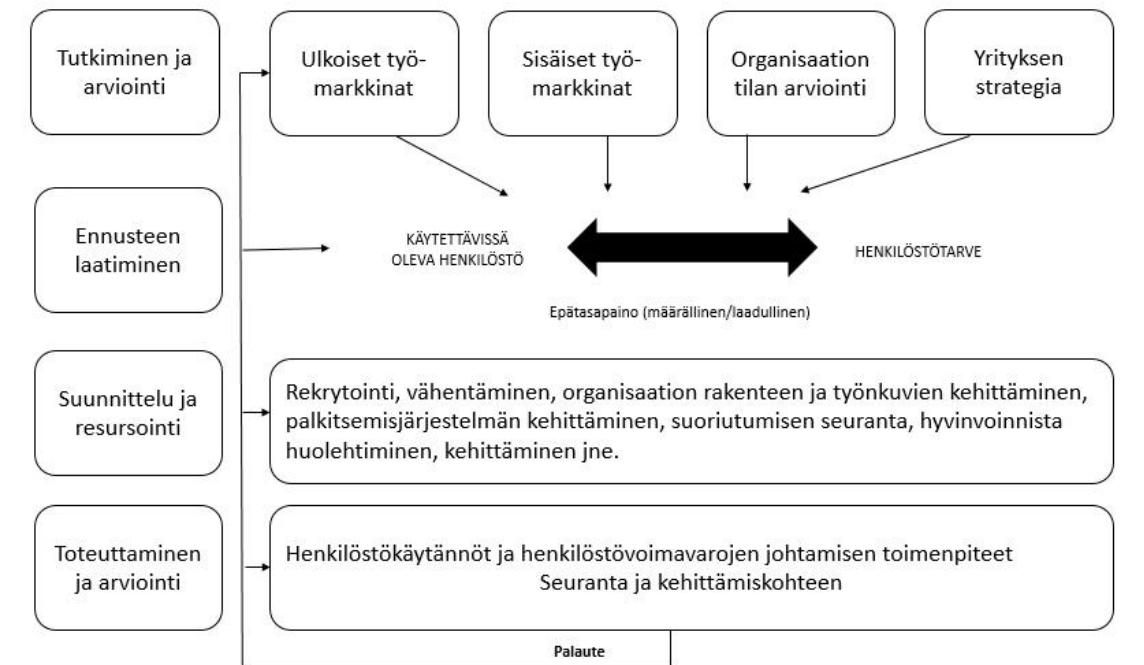 Tutkiminen ja
arviointi
Ulkoiset työ-
markkinat
Sisäiset työ-
markkinat
Organisaation
tilan arviointi
Yrityksen
strategia
Ennusteen
laatiminen
KÄYTETTÄVISSÄ
OLEVA HENKILÖSTÖ
HENKILÖSTÖTARVE
Epätasapaino (määrällinen/laadullinen)
Suunnittelu ja
resursointi
Rekrytointi, vähentäminen, organisaation rakenteen ja työnkuvien kehittäminen,
palkitsemisjärjestelmän kehittäminen, suoriutumisen seuranta, hyvinvoinnista
huolehtiminen, kehittäminen jne.
Toteuttaminen
ja arviointi
Henkilöstökäytännöt ja henkilöstövoimavarojen johtamisen toimenpiteet
Seuranta ja kehittämiskohteen
Palaute